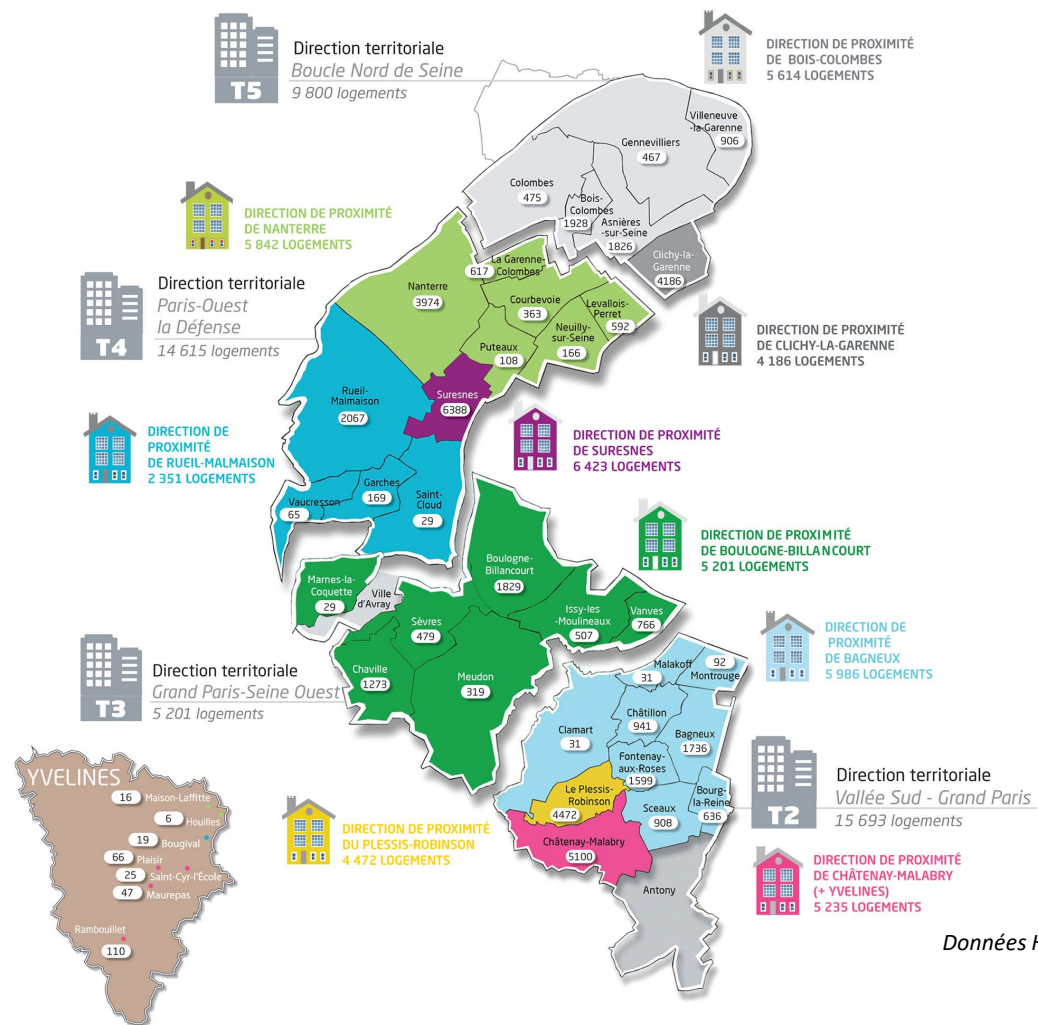 T5
Direction territoriale
Boucle Nord de Seine
9 800 logements
DIRECTION DE PROXIMITÉ
DE BOIS-COLOMBES
5 614 LOGEMENTS
Villeneuve
-la-Garenne
906
Gennevilliers
467
Colombes
475
Bois-
Colombes
1928
Asnières
-sur-Seine
1826
Clichy-la-
Garenne
4186
DIRECTION DE PROXIMITÉ
DE NANTERRE
5 842 LOGEMENTS
T4
Direction territoriale
Paris-Ouest
la Défense
14 615 logements
La Garenne-
Colombes
617
Nanterre
3974
Courbevoie
363
Levallois-
Perret
592
Neuilly-
sur-Seine
166
Puteaux
108
DIRECTION DE PROXIMITÉ
DE CLICHY-LA-GARENNE
4 186 LOGEMENTS
Rueil-
Malmaison
2067
Suresnes
6388
DIRECTION DE
PROXIMITÉ
DE RUEIL-MALMAISON
2 351 LOGEMENTS
DIRECTION DE PROXIMITÉ
DE SURESNES
6 423 LOGEMENTS
Vaucresson
65
Garches
169
Saint-
Cloud
29
DIRECTION DE PROXIMITÉ
DE BOULOGNE-BILLANCOURT
5 201 LOGEMENTS
Boulogne-
Billancourt
1829
Marnes-la-
Coquette
29
Ville
d'Avray
Sèvres
479
Issy-les
-Moulineaux
507
Vanves
766
Chaville
1273
Meudon
319
T3
Direction territoriale
Grand Paris-Seine Ouest
5 201 logements
DIRECTION DE
PROXIMITÉ
DE BAGNEUX
5 986 LOGEMENTS
Malakoff
31
92
Montrouge
Châtillon
941
Clamart
31
Bagneux
1736
Fontenay-
aux-Roses
1599
Le Plessis-
Robinson
4472
Bourg-
la-Reine
636
Sceaux
908
Châtenay-Malabry
5100
Antony
T2
Direction territoriale
Vallée Sud - Grand Paris
15 693 logements
DIRECTION DE PROXIMITÉ
DU PLESSIS-ROBINSON
4 472 LOGEMENTS
DIRECTION DE PROXIMITÉ
DE CHÂTENAY-MALABRY
(+ YVELINES)
5 235 LOGEMENTS
YVELINES
16 Maison-Laffitte
6 Houilles
19 Bougival
66 Plaisir
25 Saint-Cyr-l'École
47 Maurepas
Rambouillet
110
Données H